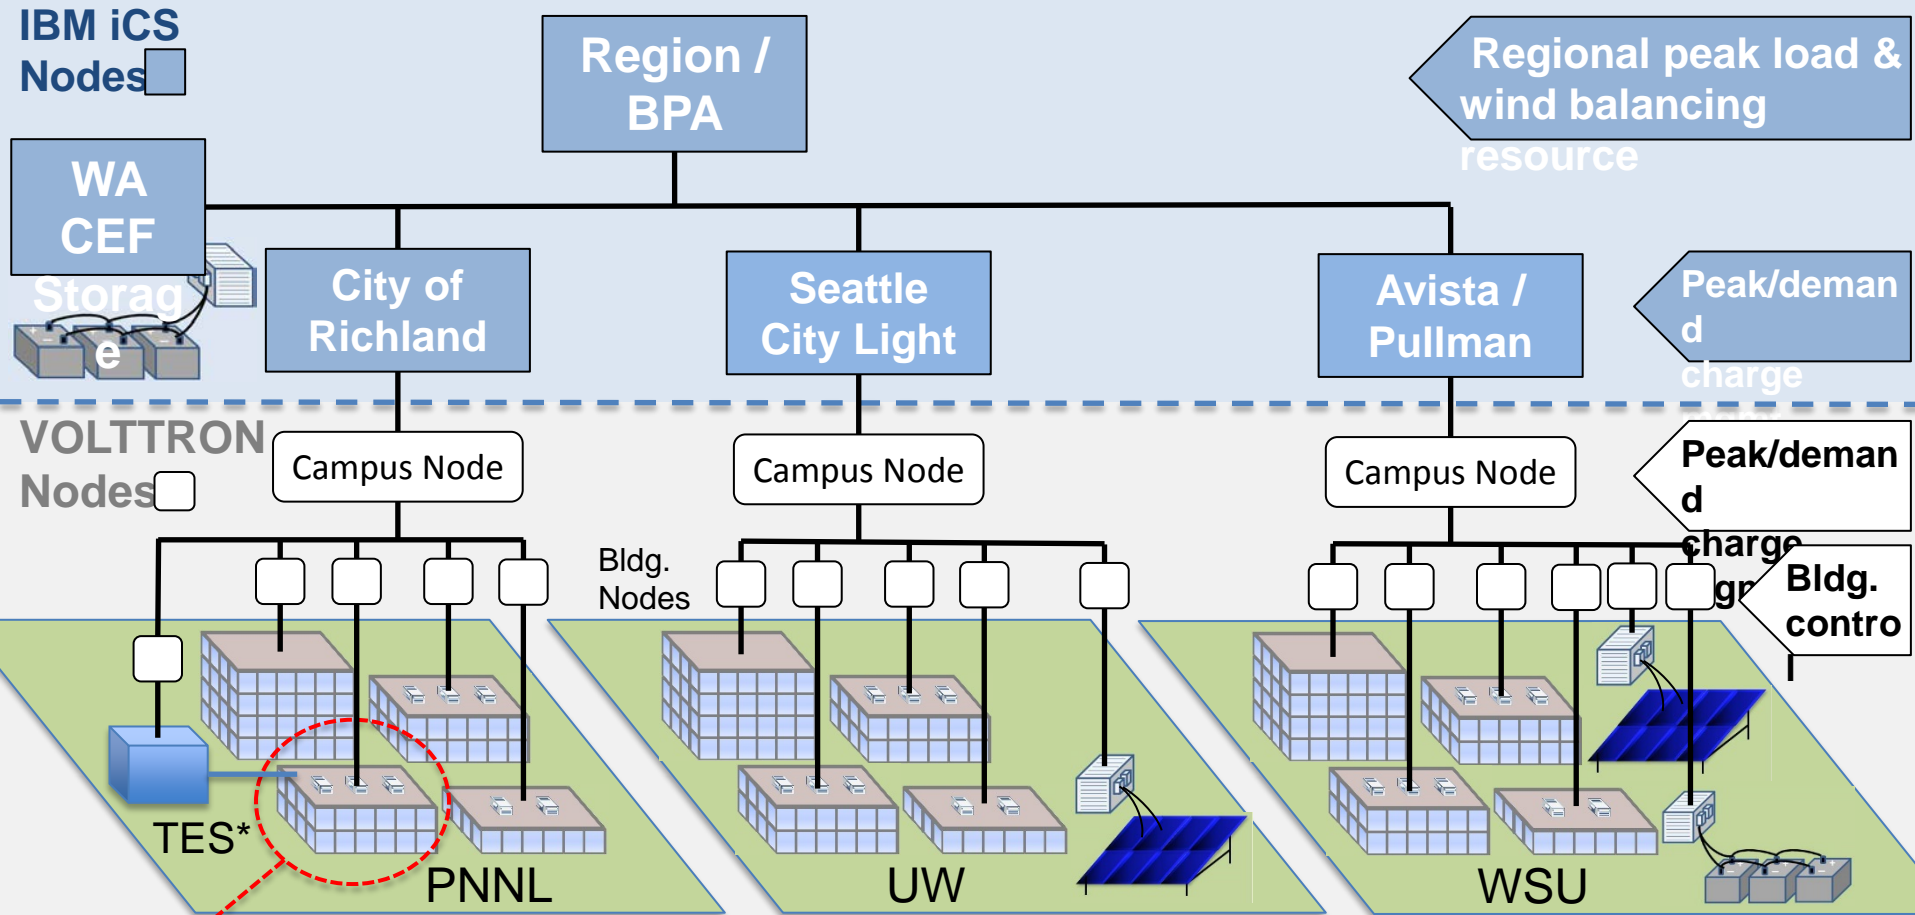 IBM iCS
Nodes
Region /
BPA
Regional peak load &
wind balancing
resource
WA
CEF
Storag
e
City of
Richland
Seattle
City Light
Avista /
Pullman
Peak/deman
d
charge
VOLTTRON
Nodes
Campus Node
Campus Node
Campus Node
Peak/deman
d
charge
Bldg.
Nodes
Bldg.
contro
l
TES*
PNNL
UW
WSU